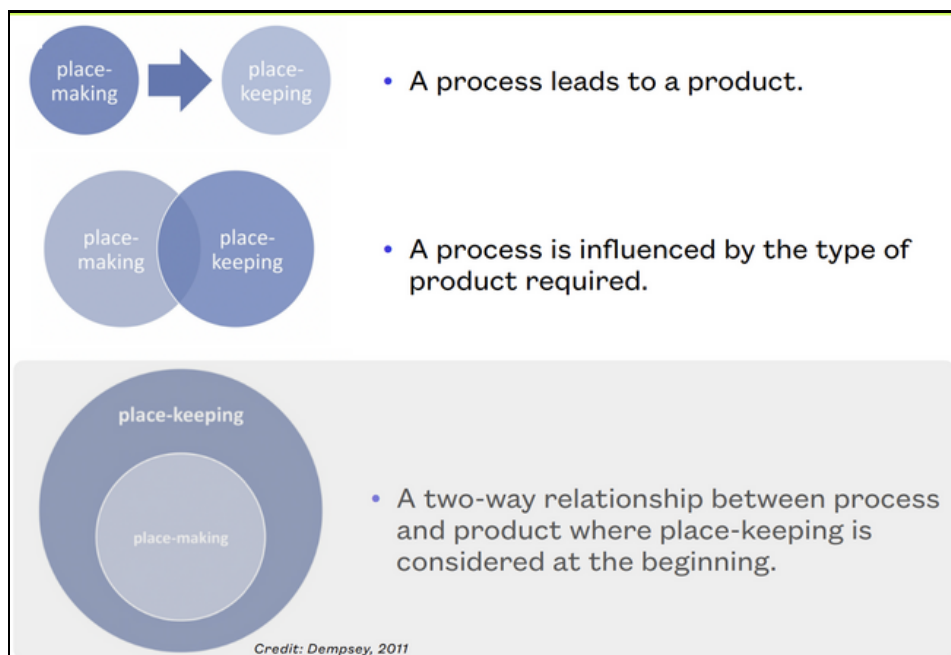 place-
making
place-
keeping
• A process leads to a product.
place-
making
place-
keeping
• A process is influenced by the type of
product required.
place-keeping
place-making
• A two-way relationship between process
and product where place-keeping is
considered at the beginning.
Credit: Dempsey, 2011